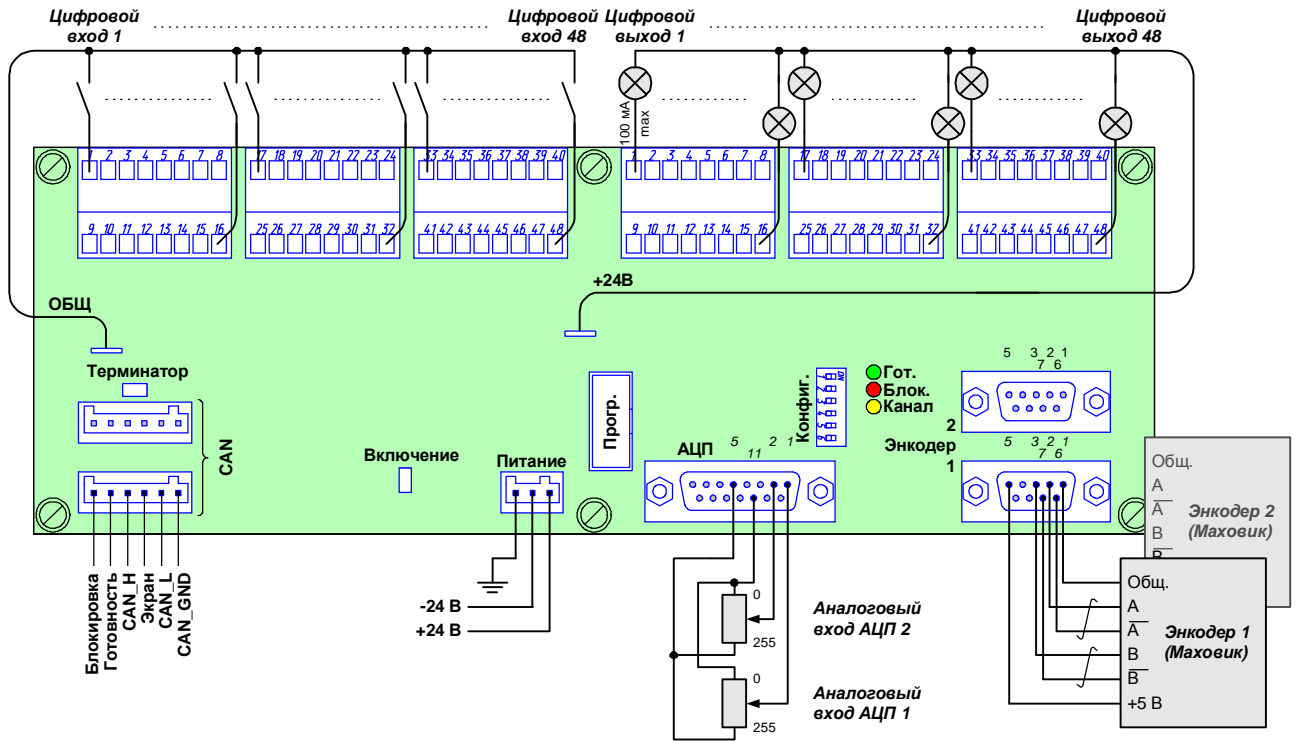 Цифровой вход 1 ........ Цифровой вход 48
Цифровой выход 1 ........ Цифровой выход 48
100 мА max
1 2 3 4 5 6 7 8
17 18 19 20 21 22 23 24
33 34 35 36 37 38 39 40
1 2 3 4 5 6 7 8
17 18 19 20 21 22 23 24
33 34 35 36 37 38 39 40
9 10 11 12 13 14 15 16
25 26 27 28 29 30 31 32
41 42 43 44 45 46 47 48
9 10 11 12 13 14 15 16
25 26 27 28 29 30 31 32
41 42 43 44 45 46 47 48
ОБЩ
+24В
Терминатор
CAN
Включение
Питание
Прогр.
Конфиг.
ON
1 2 3 4 5 6
Гот.
Блок.
Канал
АЦП
5 2 1
11
5 3 2 1
7 6
2
Энкодер
1
5 3 2 1
7 6
Блокировка
Готовность
CAN_H
Экран
CAN_L
CAN_GND
-24 В
+24 В
0
255
Аналоговый
вход АЦП 2
0
255
Аналоговый
вход АЦП 1
Общ.
A
A
B
B
Энкодер 2
(Маховик)
Общ.
A
A
B
B
+5 В
Энкодер 1
(Маховик)